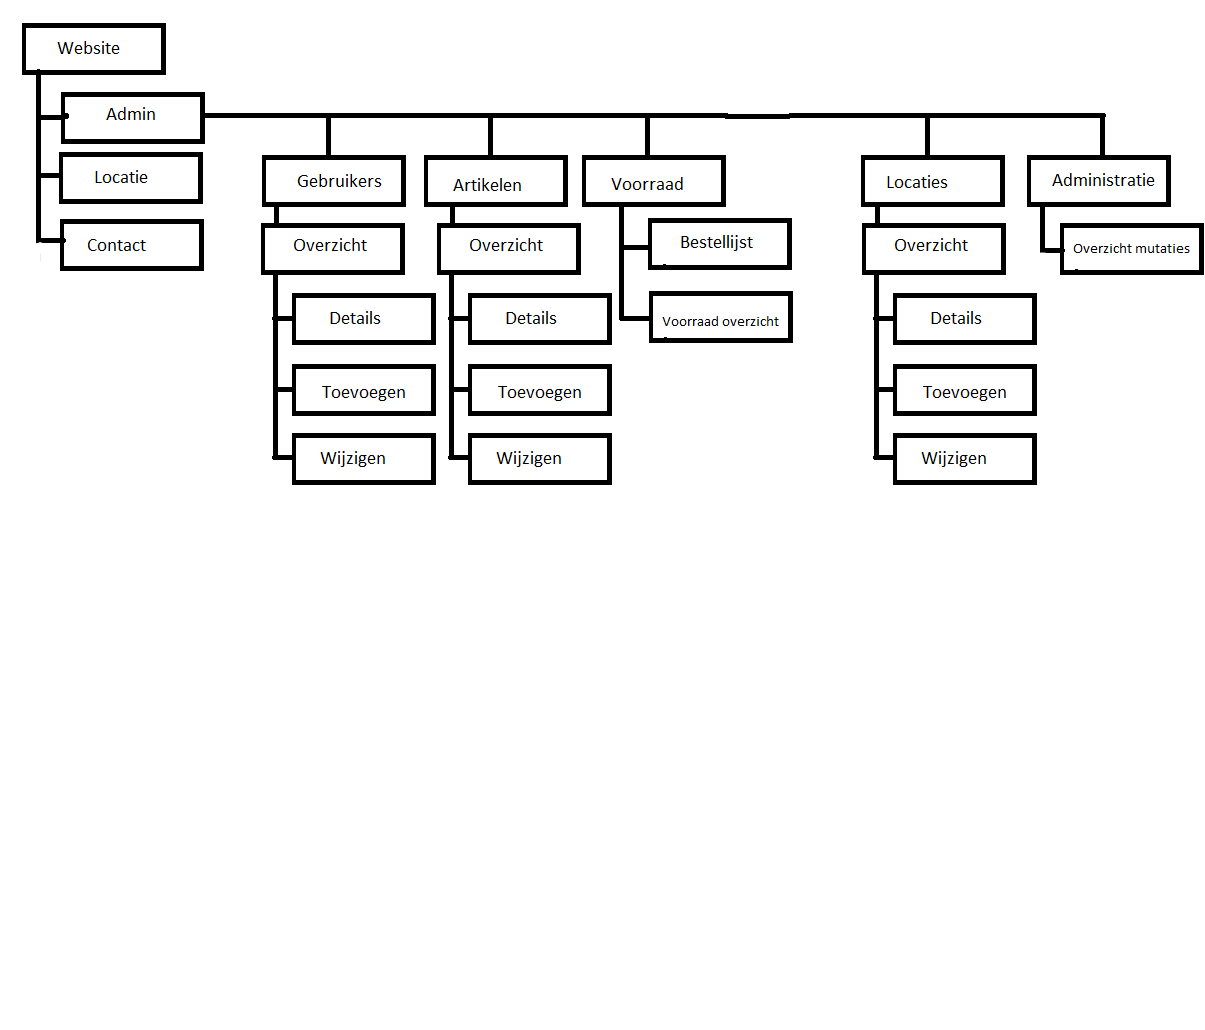 Website
Admin
Locatie
Contact
Gebruikers
Overzicht
Details
Toevoegen
Wijzigen
Artikelen
Overzicht
Details
Toevoegen
Wijzigen
Voorraad
Bestellijst
Voorraad overzicht
Locaties
Overzicht
Details
Toevoegen
Wijzigen
Administratie
Overzicht mutaties